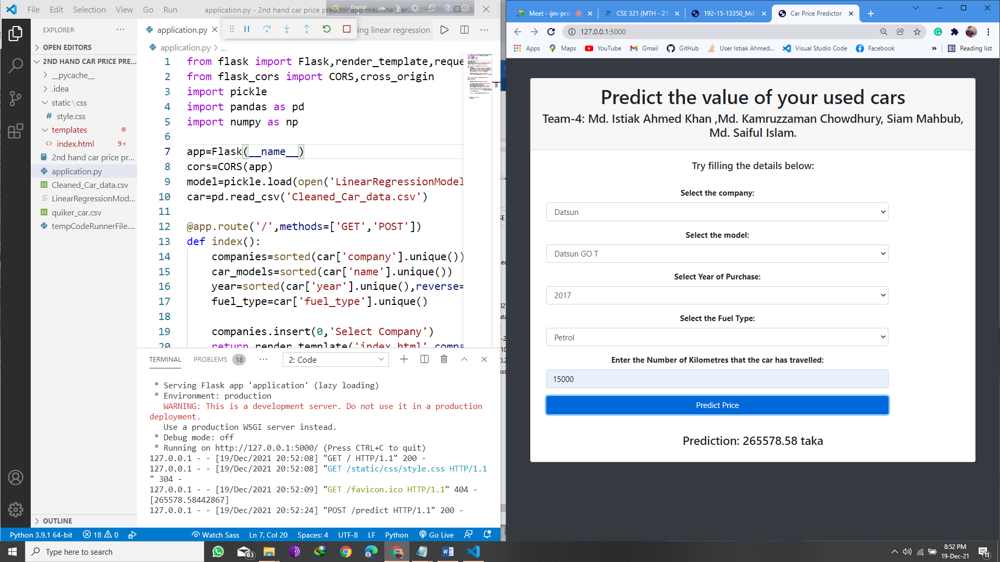 File Edit Selection View Go Run
application.py - 2nd hand car price preditor app machine lear...
English
EXPLORER
OPEN EDITORS
2ND HAND CAR PRICE PRE...
__pycache__
.idea
static\css
style.css
templates
index.html 9+
2nd hand car price pr...
application.py
Cleaned_Car_data.csv
LinearRegressionMod...
quiker_car.csv
tempCodeRunnerFile....
OUTLINE
application.py
ing linear regression
application.py > ...
1 from flask import Flask,render_template,reque
2 from flask_cors import CORS,cross_origin
3 import pickle
4 import pandas as pd
5 import numpy as np
6
7 app=Flask(__name__)
8 cors=CORS(app)
9 model=pickle.load(open('LinearRegressionModel
10 car=pd.read_csv('Cleaned_Car_data.csv')
11
12 @app.route('/',methods=['GET','POST'])
13 def index():
14 companies=sorted(car['company'].unique())
15 car_models=sorted(car['name'].unique())
16 year=sorted(car['year'].unique(),reverse=
17 fuel_type=car['fuel_type'].unique()
18
19 companies.insert(0,'Select Company')
20 return render_template('index.html',compa
TERMINAL PROBLEMS 18 ... 2: Code
* Serving Flask app 'application' (lazy loading)
* Environment: production
WARNING: This is a development server. Do not use it in a production
deployment.
Use a production WSGI server instead.
* Debug mode: off
* Running on http://127.0.0.1:5000/ (Press CTRL+C to quit)
127.0.0.1 - - [19/Dec/2021 20:52:08] "GET / HTTP/1.1" 200 -
127.0.0.1 - - [19/Dec/2021 20:52:08] "GET /static/css/style.css HTTP/1.1
" 304 -
127.0.0.1 - - [19/Dec/2021 20:52:09] "GET /favicon.ico HTTP/1.1" 404 -
[265578.58442867]
127.0.0.1 - - [19/Dec/2021 20:52:24] "POST /predict HTTP/1.1" 200 -
Python 3.9.1 64-bit 18 0 Watch Sass Ln 7, Col 20 Spaces: 4 UTF-8 LF Python Go Live
Meet - ijm-prx CSE 321 (MTH - 21 192-15-13350_Md Car Price Predictor
127.0.0.1:5000
Apps Maps YouTube Gmail GitHub User Istiak Ahmed... Visual Studio Code Facebook » Reading list
Predict the value of your used cars
Team-4: Md. Istiak Ahmed Khan ,Md. Kamruzzaman Chowdhury, Siam Mahbub,
Md. Saiful Islam.
Try filling the details below:
Select the company:
Datsun
Select the model:
Datsun GO T
Select Year of Purchase:
2017
Select the Fuel Type:
Petrol
Enter the Number of Kilometres that the car has travelled:
15000
Predict Price
Prediction: 265578.58 taka
Type here to search
63
8:52 PM
19-Dec-21
11